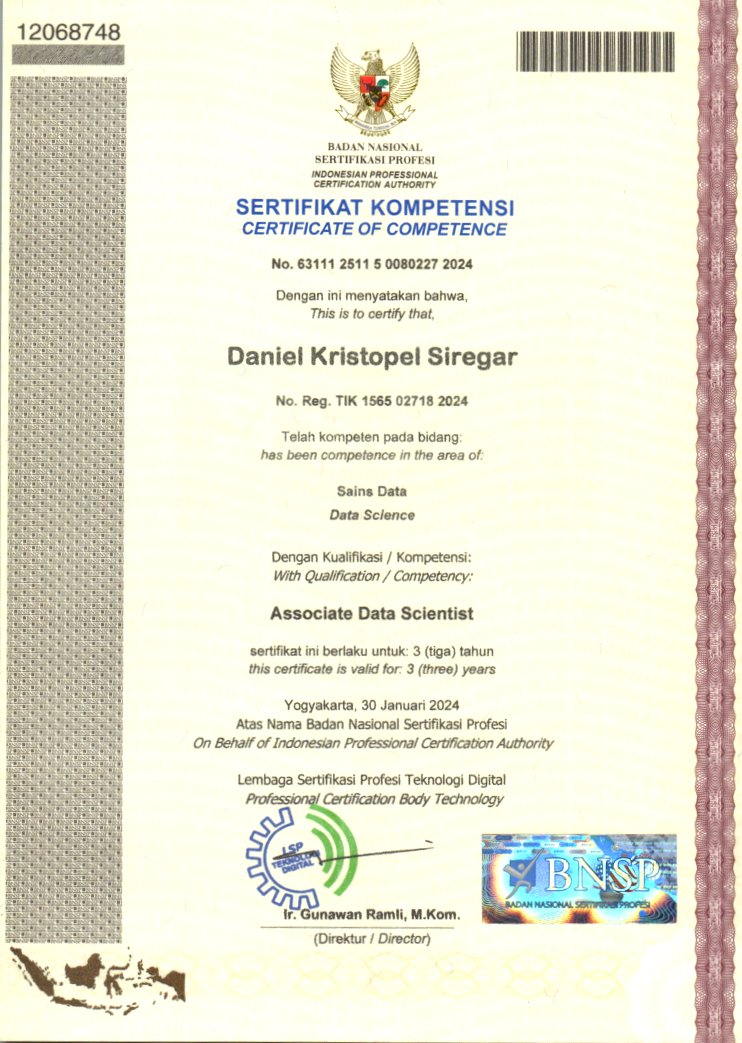 12068748
BADAN NASIONAL
SERTIFIKASI PROFESI
INDONESIAN PROFESSIONAL
CERTIFICATION AUTHORITY
SERTIFIKAT KOMPETENSI
CERTIFICATE OF COMPETENCE
No. 63111 2511 5 0080227 2024
Dengan ini menyatakan bahwa,
This is to certify that,
Daniel Kristopel Siregar
No. Reg. TIK 1565 02718 2024
Telah kompeten pada bidang:
has been competence in the area of:
Sains Data
Data Science
Dengan Kualifikasi / Kompetensi:
With Qualification / Competency:
Associate Data Scientist
sertifikat ini berlaku untuk: 3 (tiga) tahun
this certificate is valid for: 3 (three) years
Yogyakarta, 30 Januari 2024
Atas Nama Badan Nasional Sertifikasi Profesi
On Behalf of Indonesian Professional Certification Authority
Lembaga Sertifikasi Profesi Teknologi Digital
Professional Certification Body Technology
LSP
TEKNOLOGI
DIGITAL
BNSP
BADAN NASIONAL SERTIFIKASI PROFESI
Ir. Gunawan Ramli, M.Kom.
(Direktur / Director)